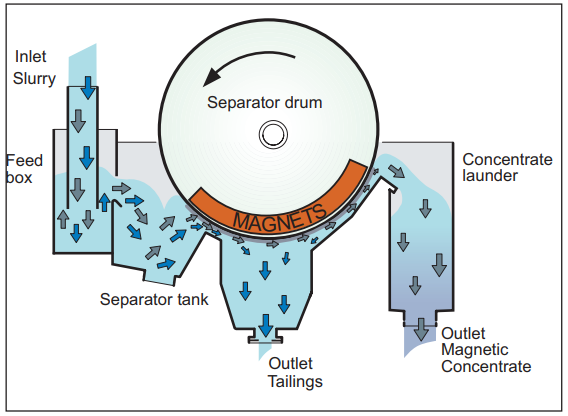 Inlet
Slurry
Separator drum
Feed
box
Concentrate
launder
MAGNETS
Separator tank
Outlet
Magnetic
Concentrate
Outlet
Tailings